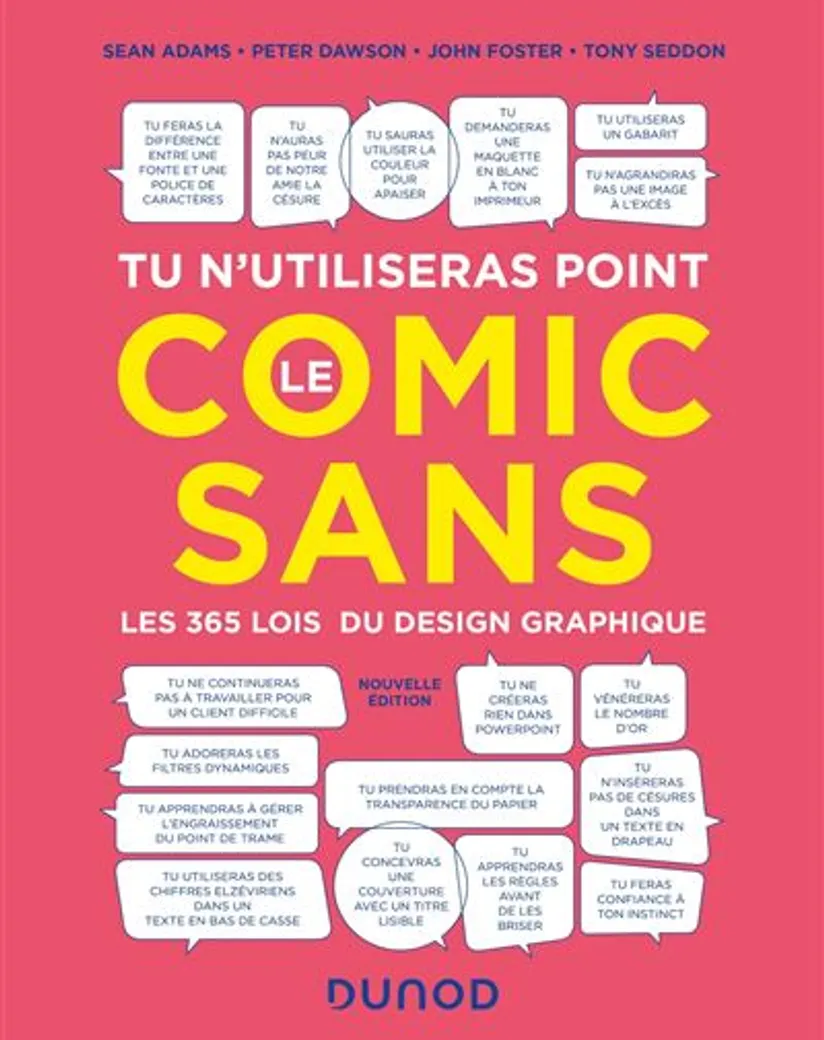 SEAN ADAMS • PETER DAWSON • JOHN FOSTER • TONY SEDDON
TU FERAS LA
DIFFÉRENCE
ENTRE UNE
FONTE ET UNE
POLICE DE
CARACTÈRES
TU
N'AURAS
PAS PEUR
DE NOTRE
AMIE LA
CÉSURE
TU SAURAS
UTILISER LA
COULEUR
POUR
APAISER
TU
DEMANDERAS
UNE
MAQUETTE
EN BLANC
À TON
IMPRIMEUR
TU UTILISERAS
UN GABARIT
TU N'AGRANDIRAS
PAS UNE IMAGE
À L'EXCÈS
TU N'UTILISERAS POINT
LE
COMIC
SANS
LES 365 LOIS DU DESIGN GRAPHIQUE
TU NE CONTINUERAS
PAS À TRAVAILLER POUR
UN CLIENT DIFFICILE
NOUVELLE
ÉDITION
TU NE
CRÉERAS
RIEN DANS
POWERPOINT
TU
VÉNÉRERAS
LE NOMBRE
D'OR
TU ADORERAS LES
FILTRES DYNAMIQUES
TU PRENDRAS EN COMPTE LA
TRANSPARENCE DU PAPIER
TU
N'INSÉRERAS
PAS DE CÉSURES
DANS
UN TEXTE EN
DRAPEAU
TU APPRENDRAS À GÉRER
L'ENGRAISSEMENT
DU POINT DE TRAME
TU UTILISERAS DES
CHIFFRES ELZÉVIRIENS
DANS UN
TEXTE EN BAS DE CASSE
TU
CONCEVRAS
UNE
COUVERTURE
AVEC UN TITRE
LISIBLE
TU
APPRENDRAS
LES RÈGLES
AVANT
DE LES
BRISER
TU FERAS
CONFIANCE À
TON INSTINCT
DUNOD